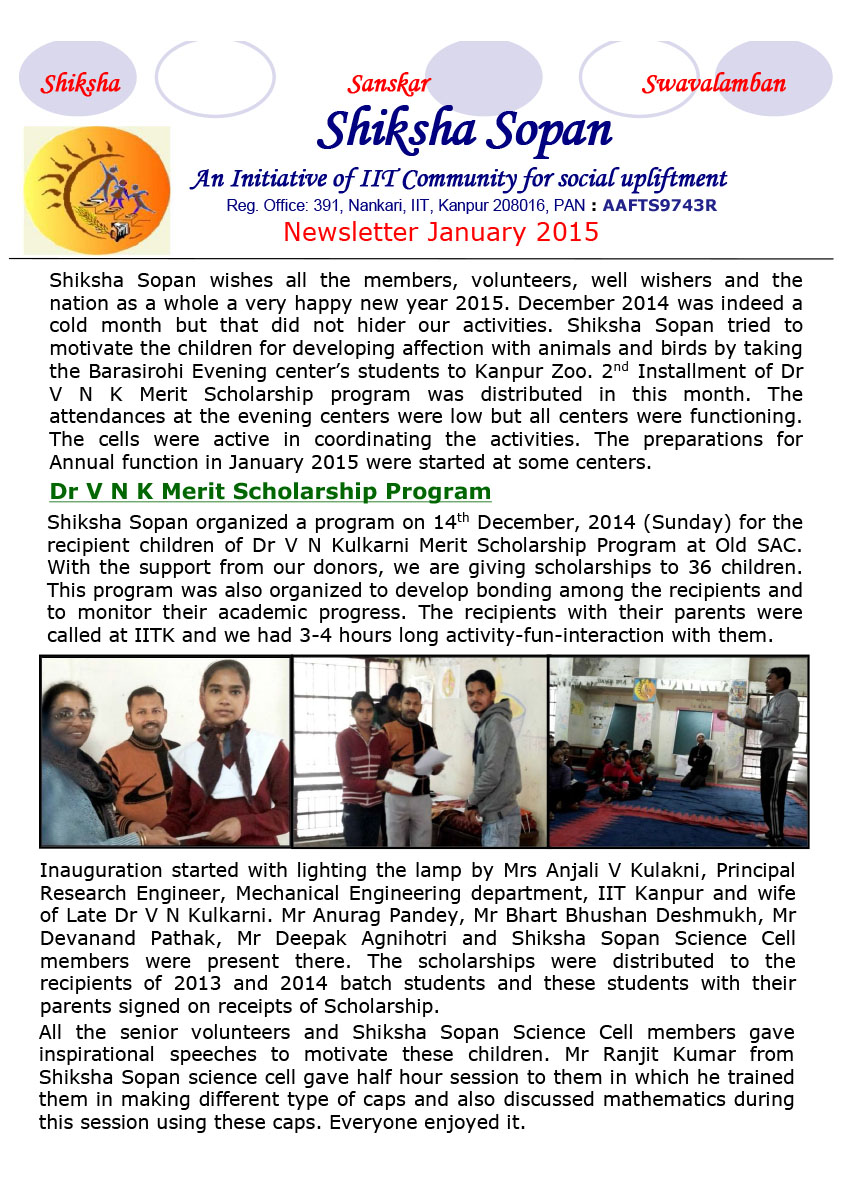 Shiksha Sanskar Swavalamban
Shiksha Sopan
An Initiative of IIT Community for social upliftment
Reg. Office: 391, Nankari, IIT, Kanpur 208016, PAN : AAFTS9743R
Newsletter January 2015
Shiksha Sopan wishes all the members, volunteers, well wishers and the
nation as a whole a very happy new year 2015. December 2014 was indeed a
cold month but that did not hider our activities. Shiksha Sopan tried to
motivate the children for developing affection with animals and birds by taking
the Barasirohi Evening center’s students to Kanpur Zoo. 2nd Installment of Dr
V N K Merit Scholarship program was distributed in this month. The
attendances at the evening centers were low but all centers were functioning.
The cells were active in coordinating the activities. The preparations for
Annual function in January 2015 were started at some centers.
Dr V N K Merit Scholarship Program
Shiksha Sopan organized a program on 14th December, 2014 (Sunday) for the
recipient children of Dr V N Kulkarni Merit Scholarship Program at Old SAC.
With the support from our donors, we are giving scholarships to 36 children.
This program was also organized to develop bonding among the recipients and
to monitor their academic progress. The recipients with their parents were
called at IITK and we had 3-4 hours long activity-fun-interaction with them.
Inauguration started with lighting the lamp by Mrs Anjali V Kulakni, Principal
Research Engineer, Mechanical Engineering department, IIT Kanpur and wife
of Late Dr V N Kulkarni. Mr Anurag Pandey, Mr Bhart Bhushan Deshmukh, Mr
Devanand Pathak, Mr Deepak Agnihotri and Shiksha Sopan Science Cell
members were present there. The scholarships were distributed to the
recipients of 2013 and 2014 batch students and these students with their
parents signed on receipts of Scholarship.
All the senior volunteers and Shiksha Sopan Science Cell members gave
inspirational speeches to motivate these children. Mr Ranjit Kumar from
Shiksha Sopan science cell gave half hour session to them in which he trained
them in making different type of caps and also discussed mathematics during
this session using these caps. Everyone enjoyed it.